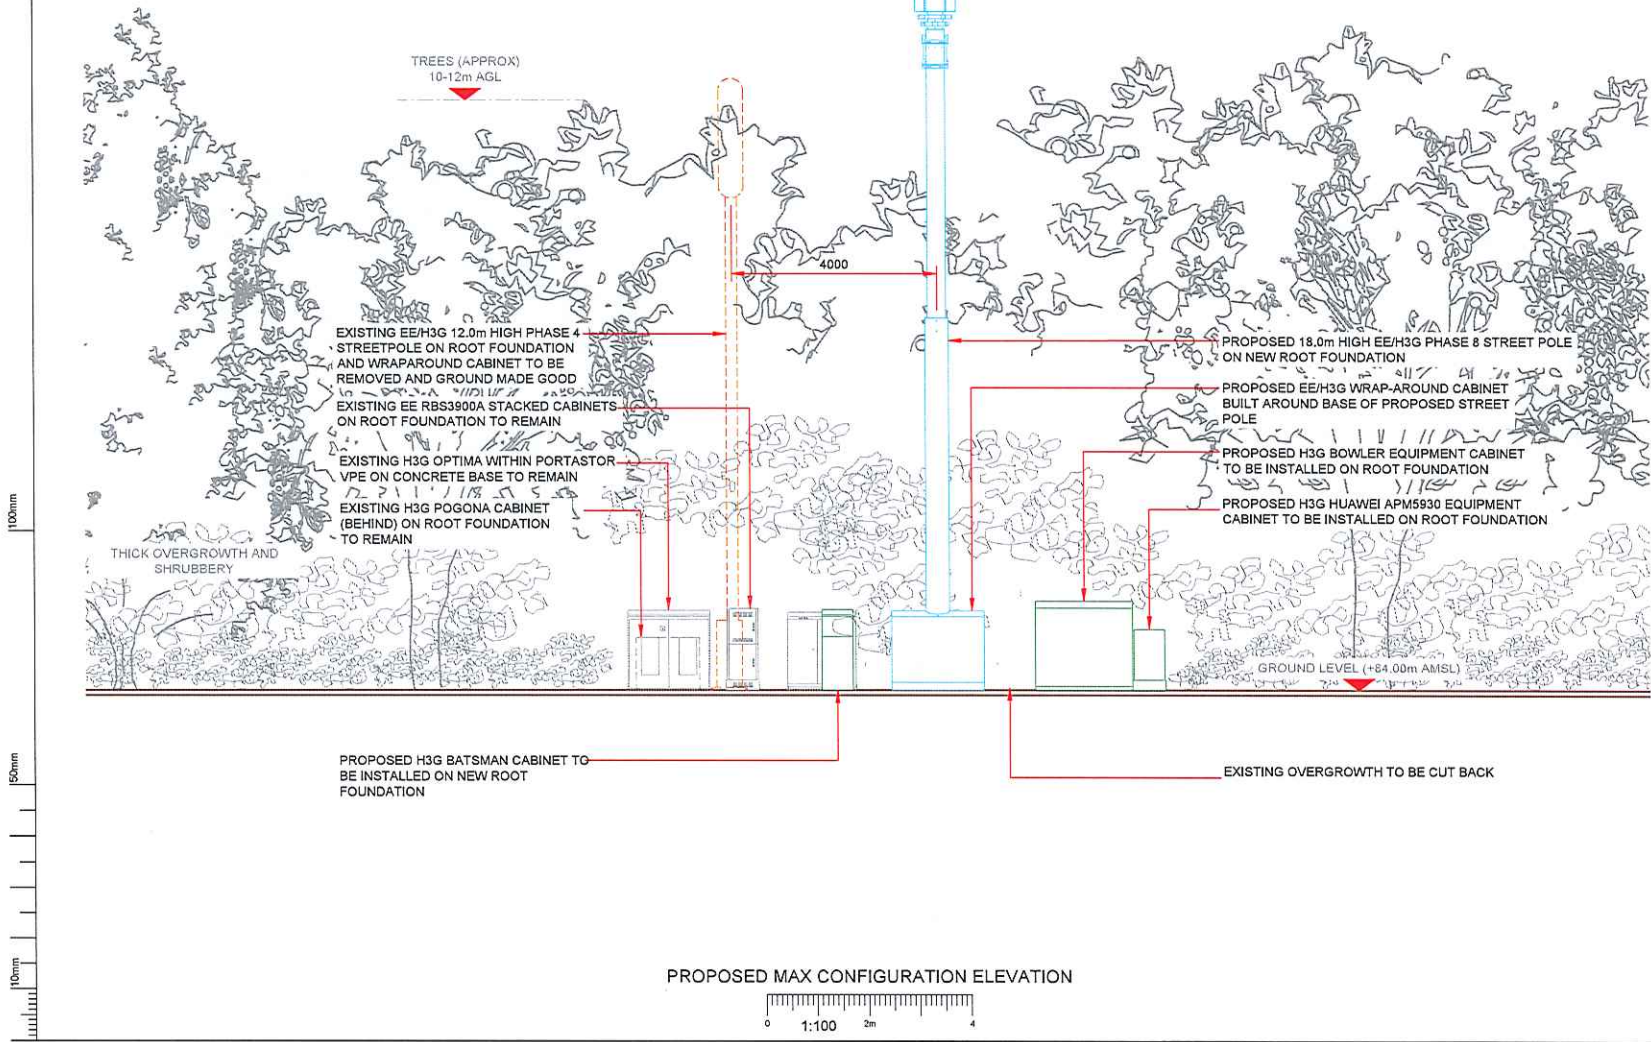 TREES (APPROX)
10-12m AGL
4000
EXISTING EE/H3G 12.0m HIGH PHASE 4
STREETPOLE ON ROOT FOUNDATION
AND WRAPAROUND CABINET TO BE
REMOVED AND GROUND MADE GOOD
EXISTING EE RBS3900A STACKED CABINETS
ON ROOT FOUNDATION TO REMAIN
EXISTING H3G OPTIMA WITHIN PORTASTOR
VPE ON CONCRETE BASE TO REMAIN
EXISTING H3G POGONA CABINET
(BEHIND) ON ROOT FOUNDATION
TO REMAIN
THICK OVERGROWTH AND
SHRUBBERY
PROPOSED 18.0m HIGH EE/H3G PHASE 8 STREET POLE
ON NEW ROOT FOUNDATION
PROPOSED EE/H3G WRAP-AROUND CABINET
BUILT AROUND BASE OF PROPOSED STREET
POLE
PROPOSED H3G BOWLER EQUIPMENT CABINET
TO BE INSTALLED ON ROOT FOUNDATION
PROPOSED H3G HUAWEI APM5930 EQUIPMENT
CABINET TO BE INSTALLED ON ROOT FOUNDATION
GROUND LEVEL (+84.00m AMSL)
PROPOSED H3G BATSMAN CABINET TO
BE INSTALLED ON NEW ROOT
FOUNDATION
EXISTING OVERGROWTH TO BE CUT BACK
100mm
50mm
10mm
PROPOSED MAX CONFIGURATION ELEVATION
0 1:100 2m 4